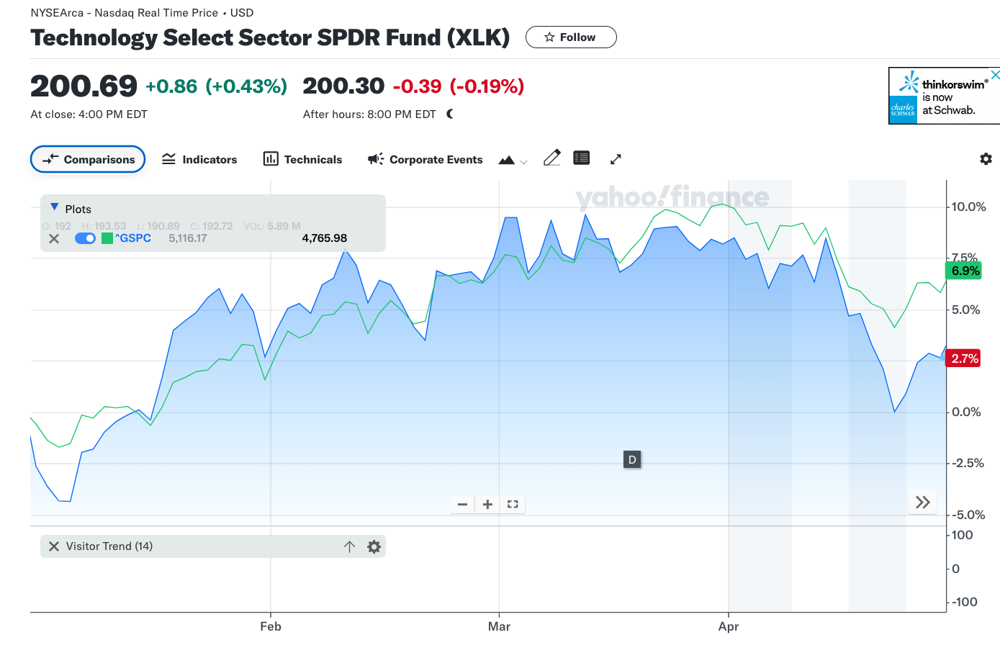 NYSEArca - Nasdaq Real Time Price • USD
Technology Select Sector SPDR Fund (XLK)
Follow
200.69 +0.86 (+0.43%) 200.30 -0.39 (-0.19%)
At close: 4:00 PM EDT After hours: 8:00 PM EDT
thinkorswim®
is now
at Schwab.
charles
SCHWAB
Comparisons Indicators Technicals Corporate Events
yahoo!finance
Plots
O: 192 H: 193.53 L: 190.89 C: 192.72 VOL: 5.89 M
^GSPC 5,116.17 4,765.98
10.0%
7.5%
6.9%
5.0%
2.7%
0.0%
-2.5%
-5.0%
D
Visitor Trend (14)
100
0
-100
Feb Mar Apr